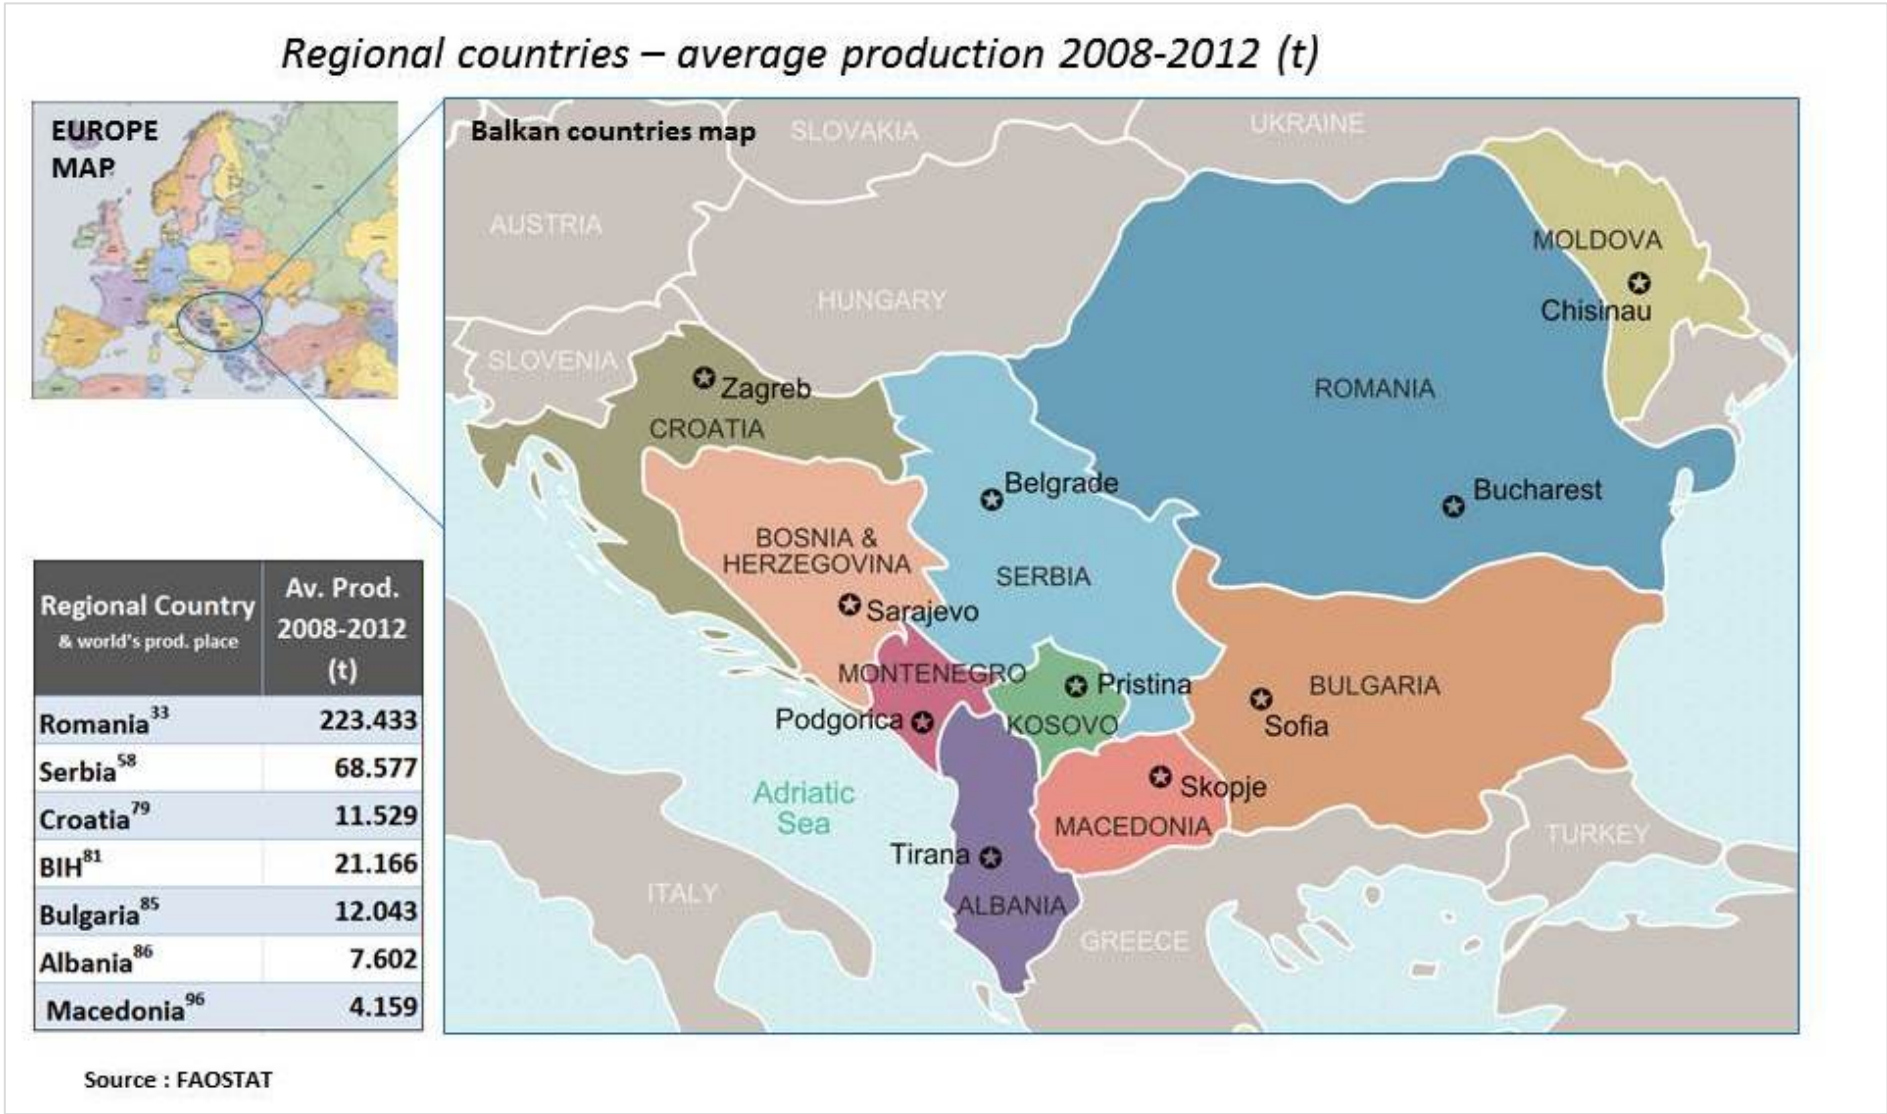 Regional countries – average production 2008-2012 (t)
EUROPE
MAP
Balkan countries map
SLOVAKIA
UKRAINE
AUSTRIA
HUNGARY
MOLDOVA
Chisinau
SLOVENIA
Zagreb
CROATIA
ROMANIA
Belgrade
Bucharest
BOSNIA &
HERZEGOVINA
SERBIA
Sarajevo
MONTENEGRO
Pristina
BULGARIA
Podgorica
KOSOVO
Sofia
Adriatic
Sea
Skopje
MACEDONIA
TURKEY
Tirana
ITALY
ALBANIA
GREECE
Regional Country
& world's prod. place
Av. Prod.
2008-2012
(t)
Romania33 223.433
Serbia58 68.577
Croatia79 11.529
BIH81 21.166
Bulgaria85 12.043
Albania86 7.602
Macedonia96 4.159
Source : FAOSTAT